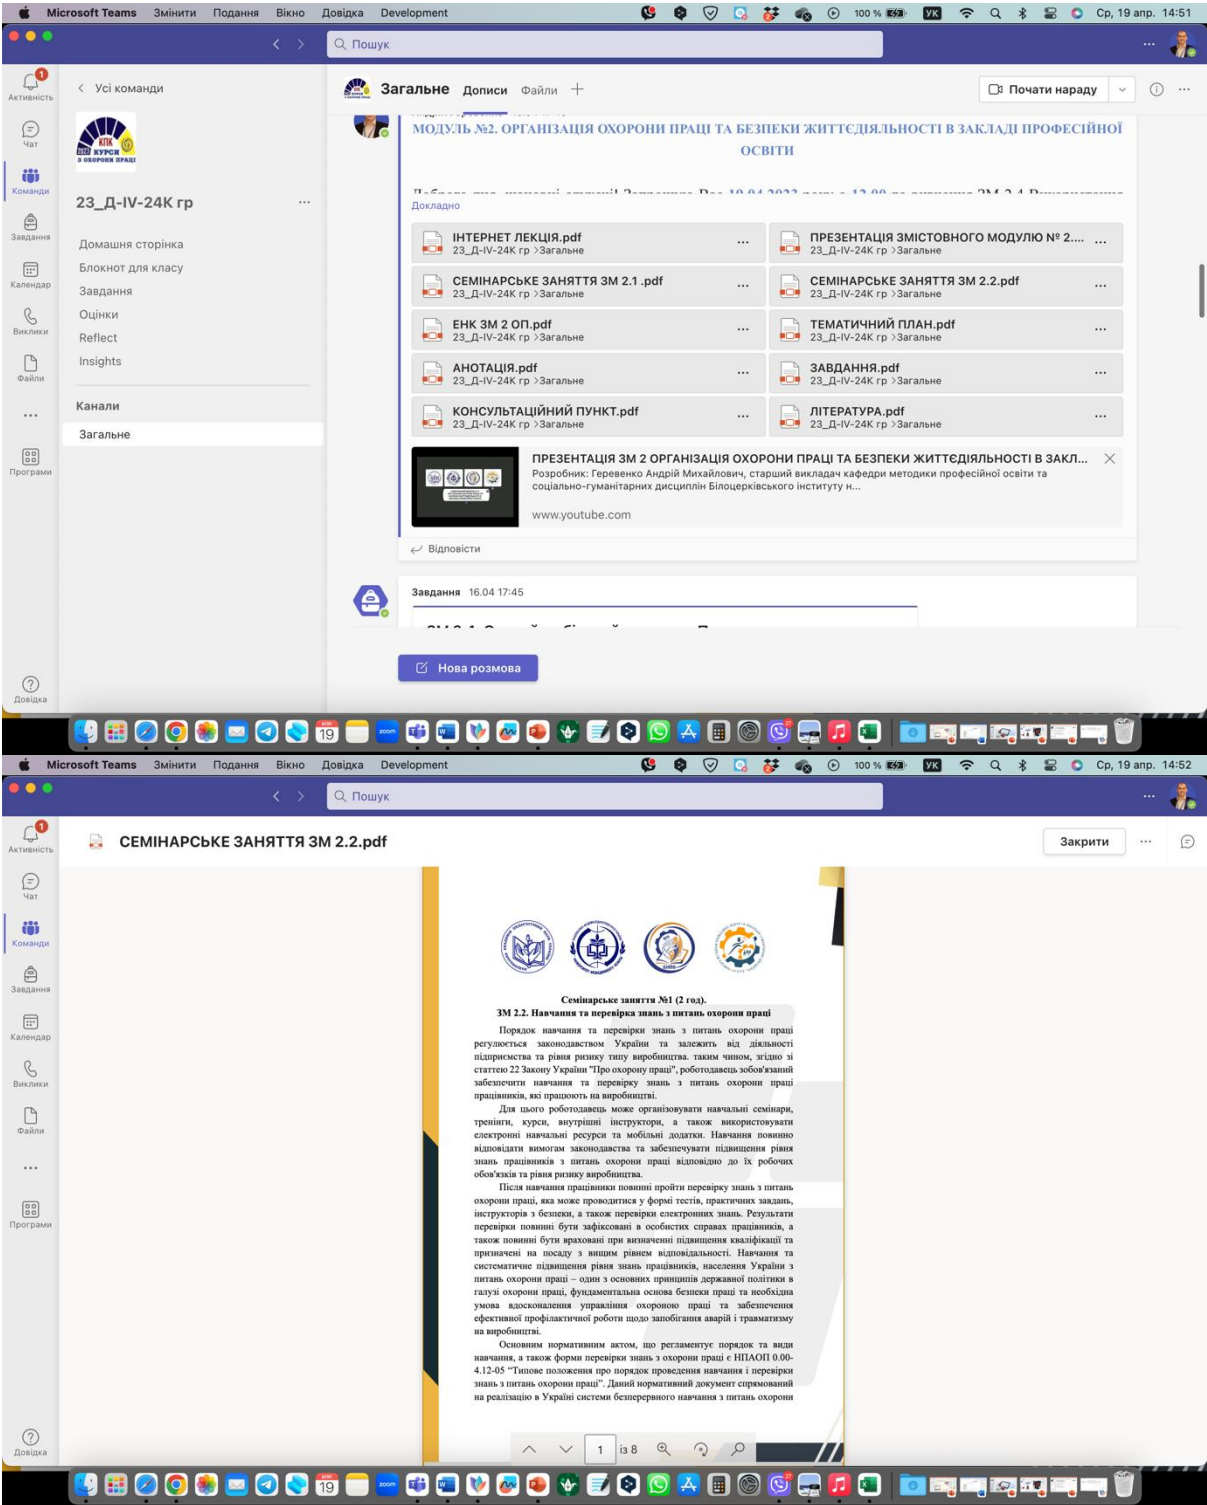 Microsoft Teams Змінити Подання Вікно Довідка Development 100 % УК Ср, 19 апр. 14:51
Пошук
Активність
Чат
Команди
Завдання
Календар
Виклики
Файли
Програми
Довідка
Усі команди
КПК
КУРСИ
З ОХОРОНИ ПРАЦІ
23_Д-IV-24К гр
Домашня сторінка
Блокнот для класу
Завдання
Оцінки
Reflect
Insights
Канали
Загальне
Загальне Дописи Файли
Почати нараду
МОДУЛЬ №2. ОРГАНІЗАЦІЯ ОХОРОНИ ПРАЦІ ТА БЕЗПЕКИ ЖИТТЄДІЯЛЬНОСТІ В ЗАКЛАДІ ПРОФЕСІЙНОЇ
ОСВІТИ
Докладно
ІНТЕРНЕТ ЛЕКЦІЯ.pdf
23_Д-IV-24К гр >Загальне
ПРЕЗЕНТАЦІЯ ЗМІСТОВНОГО МОДУЛЮ № 2....
23_Д-IV-24К гр >Загальне
СЕМІНАРСЬКЕ ЗАНЯТТЯ ЗМ 2.1 .pdf
23_Д-IV-24К гр >Загальне
СЕМІНАРСЬКЕ ЗАНЯТТЯ ЗМ 2.2.pdf
23_Д-IV-24К гр >Загальне
ЕНК ЗМ 2 ОП.pdf
23_Д-IV-24К гр >Загальне
ТЕМАТИЧНИЙ ПЛАН.pdf
23_Д-IV-24К гр >Загальне
АНОТАЦІЯ.pdf
23_Д-IV-24К гр >Загальне
ЗАВДАННЯ.pdf
23_Д-IV-24К гр >Загальне
КОНСУЛЬТАЦІЙНИЙ ПУНКТ.pdf
23_Д-IV-24К гр >Загальне
ЛІТЕРАТУРА.pdf
23_Д-IV-24К гр >Загальне
ПРЕЗЕНТАЦІЯ ЗМ 2 ОРГАНІЗАЦІЯ ОХОРОНИ ПРАЦІ ТА БЕЗПЕКИ ЖИТТЄДІЯЛЬНОСТІ В ЗАКЛ...
Розробник: Геревенко Андрій Михайлович, старший викладач кафедри методики професійної освіти та
соціально-гуманітарних дисциплін Білоцерківського інституту н...
www.youtube.com
Відповісти
Завдання 16.04 17:45
Нова розмова
Microsoft Teams Змінити Подання Вікно Довідка Development 100 % УК Ср, 19 апр. 14:52
Пошук
Активність
Чат
Команди
Завдання
Календар
Виклики
Файли
Програми
Довідка
СЕМІНАРСЬКЕ ЗАНЯТТЯ ЗМ 2.2.pdf
Закрити
Семінарське заняття №1 (2 год).
ЗМ 2.2. Навчання та перевірка знань з питань охорони праці
Порядок навчання та перевірки знань з питань охорони праці
регулюється законодавством України та залежить від діяльності
підприємства та рівня ризику типу виробництва. таким чином, згідно зі
статтею 22 Закону України "Про охорону праці", роботодавець зобов'язаний
забезпечити навчання та перевірку знань з питань охорони праці
працівників, які працюють на виробництві.
Для цього роботодавець може організовувати навчальні семінари,
тренінги, курси, внутрішні інструктори, а також використовувати
електронні навчальні ресурси та мобільні додатки. Навчання повинно
відповідати вимогам законодавства та забезпечувати підвищення рівня
знань працівників з питань охорони праці відповідно до їх робочих
обов'язків та рівня ризику виробництва.
Після навчання працівники повинні пройти перевірку знань з питань
охорони праці, яка може проводитися у формі тестів, практичних завдань,
інструкторів з безпеки, а також перевірки електронних знань. Результати
перевірки повинні бути зафіксовані в особистих справах працівників, а
також повинні бути враховані при визначенні підвищення кваліфікації та
призначені на посаду з вищим рівнем відповідальності. Навчання та
систематичне підвищення рівня знань працівників, населення України з
питань охорони праці – один з основних принципів державної політики в
галузі охорони праці, фундаментальна основа безпеки праці та необхідна
умова вдосконалення управління охороною праці та забезпечення
ефективної профілактичної роботи щодо запобігання аварій і травматизму
на виробництві.
Основним нормативним актом, що регламентує порядок та види
навчання, а також форми перевірки знань з охорони праці є НПАОП 0.00-
4.12-05 “Типове положення про порядок проведення навчання і перевірки
знань з питань охорони праці”. Даний нормативний документ спрямований
на реалізацію в Україні системи безперервного навчання з питань охорони
1 із 8